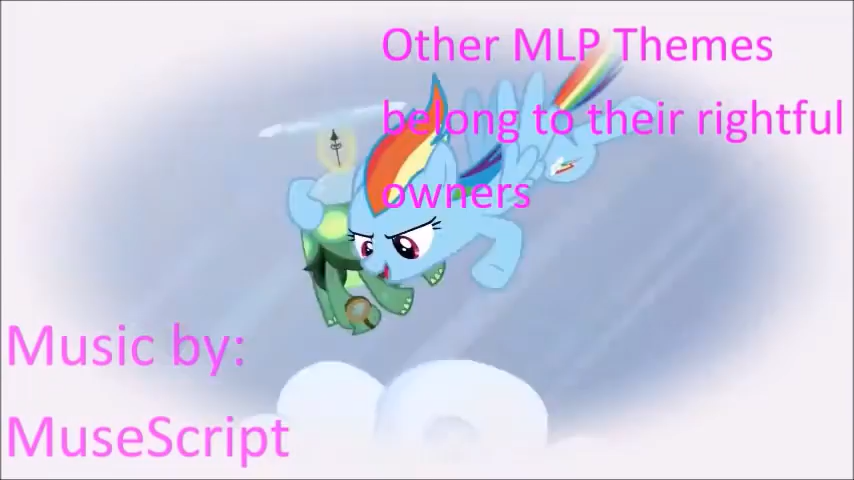 Other MLP Themes
belong to their rightful
owners
Music by:
MuseScript